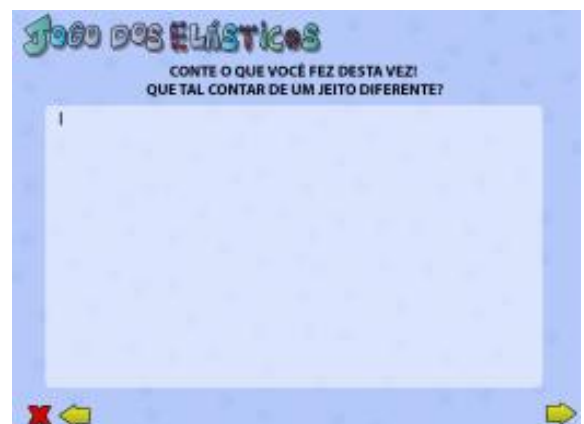 JOGO DOS ELÁSTICOS
CONTE O QUE VOCÊ FEZ DESTA VEZ!
QUE TAL CONTAR DE UM JEITO DIFERENTE?